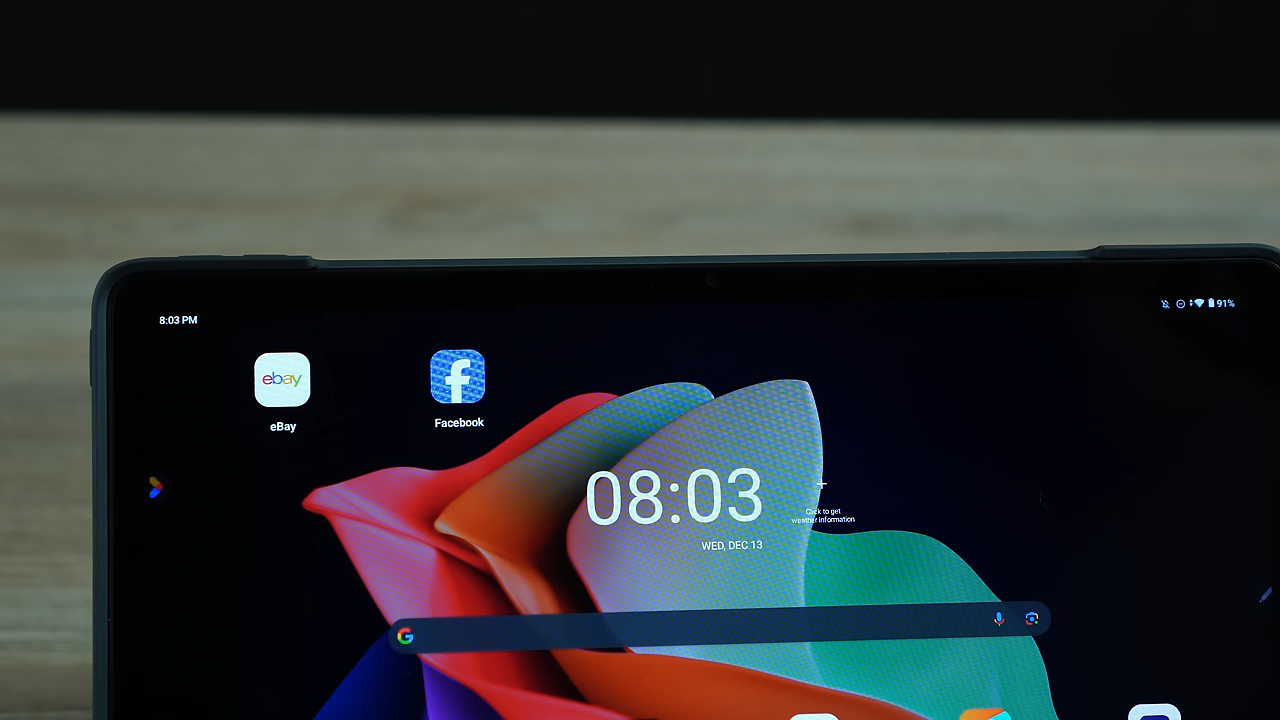 8:03 PM
91%
ebay
eBay
Facebook
08:03
WED, DEC 13
Click to get
weather information